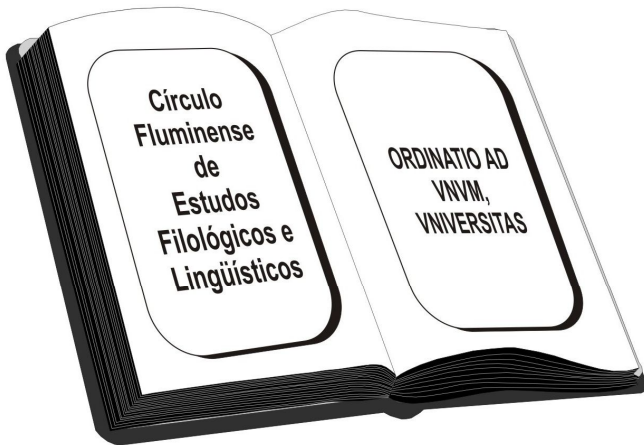 Círculo
Fluminense
de
Estudos
Filológicos e
Lingüísticos
ORDINATIO AD
VNVM,
VNIVERSITAS